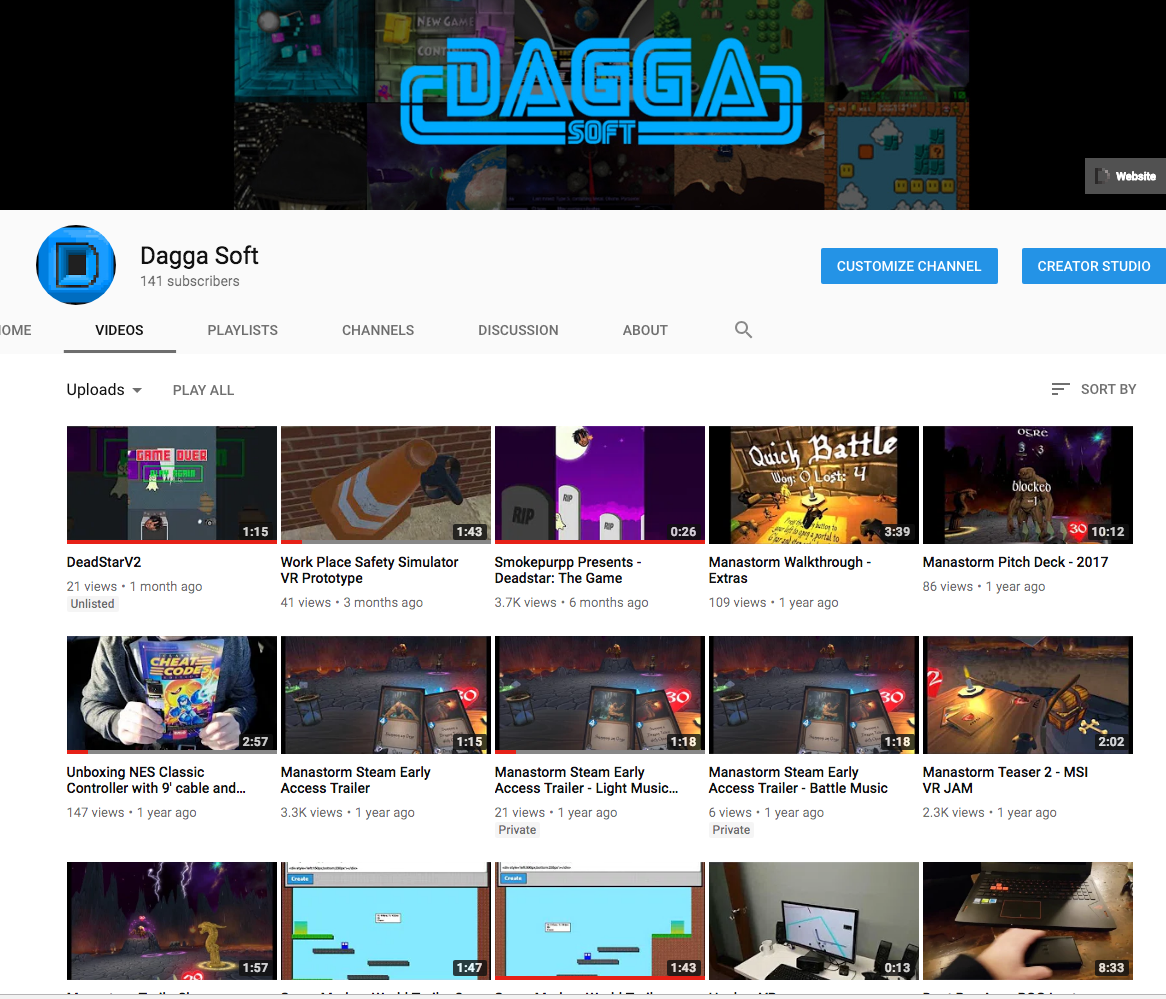 NEW GAME
DAGGA
SOFT
Website
Dagga Soft
141 subscribers
CUSTOMIZE CHANNEL
CREATOR STUDIO
OME
VIDEOS
PLAYLISTS
CHANNELS
DISCUSSION
ABOUT
Uploads
PLAY ALL
SORT BY
GAME OVER
PLAY AGAIN
1:15
1:43
RIP
RIP
RIP
0:26
Quick Battle
Won: 0 Lost: 4
3:39
OGRE
3 · 3
blocked
-1
30
10:12
DeadStarV2
21 views • 1 month ago
Unlisted
Work Place Safety Simulator
VR Prototype
41 views • 3 months ago
Smokepurpp Presents -
Deadstar: The Game
3.7K views • 6 months ago
Manastorm Walkthrough -
Extras
109 views • 1 year ago
Manastorm Pitch Deck - 2017
86 views • 1 year ago
CHEAT
CODES
2:57
30
1:15
30
1:18
30
1:18
2:02
Unboxing NES Classic
Controller with 9' cable and...
147 views • 1 year ago
Manastorm Steam Early
Access Trailer
3.3K views • 1 year ago
Manastorm Steam Early
Access Trailer - Light Music...
21 views • 1 year ago
Private
Manastorm Steam Early
Access Trailer - Battle Music
6 views • 1 year ago
Private
Manastorm Teaser 2 - MSI
VR JAM
2.3K views • 1 year ago
30
1:57
Create
1:47
Create
1:43
0:13
8:33